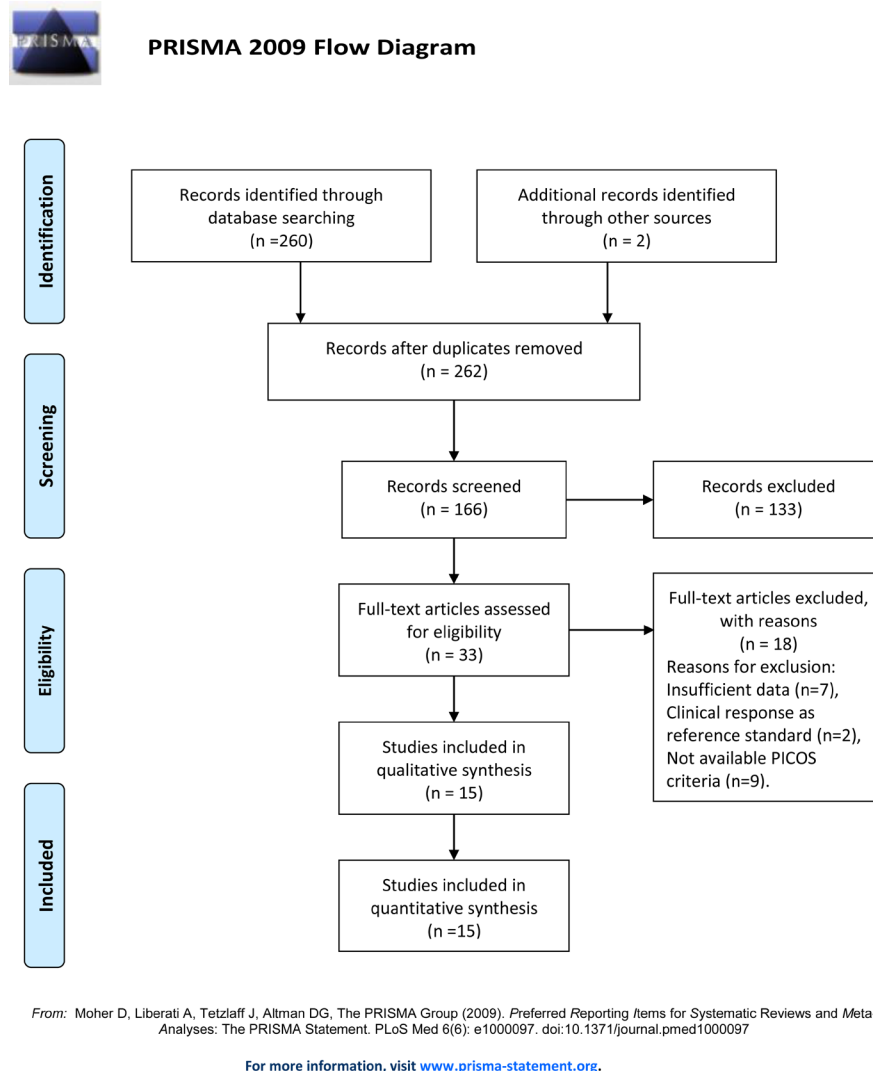 PRISMA
PRISMA 2009 Flow Diagram
Identification
Records identified through
database searching
(n =260)
Additional records identified
through other sources
(n = 2)
Records after duplicates removed
(n = 262)
Screening
Records screened
(n = 166)
Records excluded
(n = 133)
Eligibility
Full-text articles assessed
for eligibility
(n = 33)
Full-text articles excluded,
with reasons
(n = 18)
Reasons for exclusion:
Insufficient data (n=7),
Clinical response as
reference standard (n=2),
Not available PICOS
criteria (n=9).
Studies included in
qualitative synthesis
(n = 15)
Included
Studies included in
quantitative synthesis
(n =15)
From: Moher D, Liberati A, Tetzlaff J, Altman DG, The PRISMA Group (2009). Preferred Reporting Items for Systematic Reviews and Meta-
Analyses: The PRISMA Statement. PLoS Med 6(6): e1000097. doi:10.1371/journal.pmed1000097
For more information, visit www.prisma-statement.org.